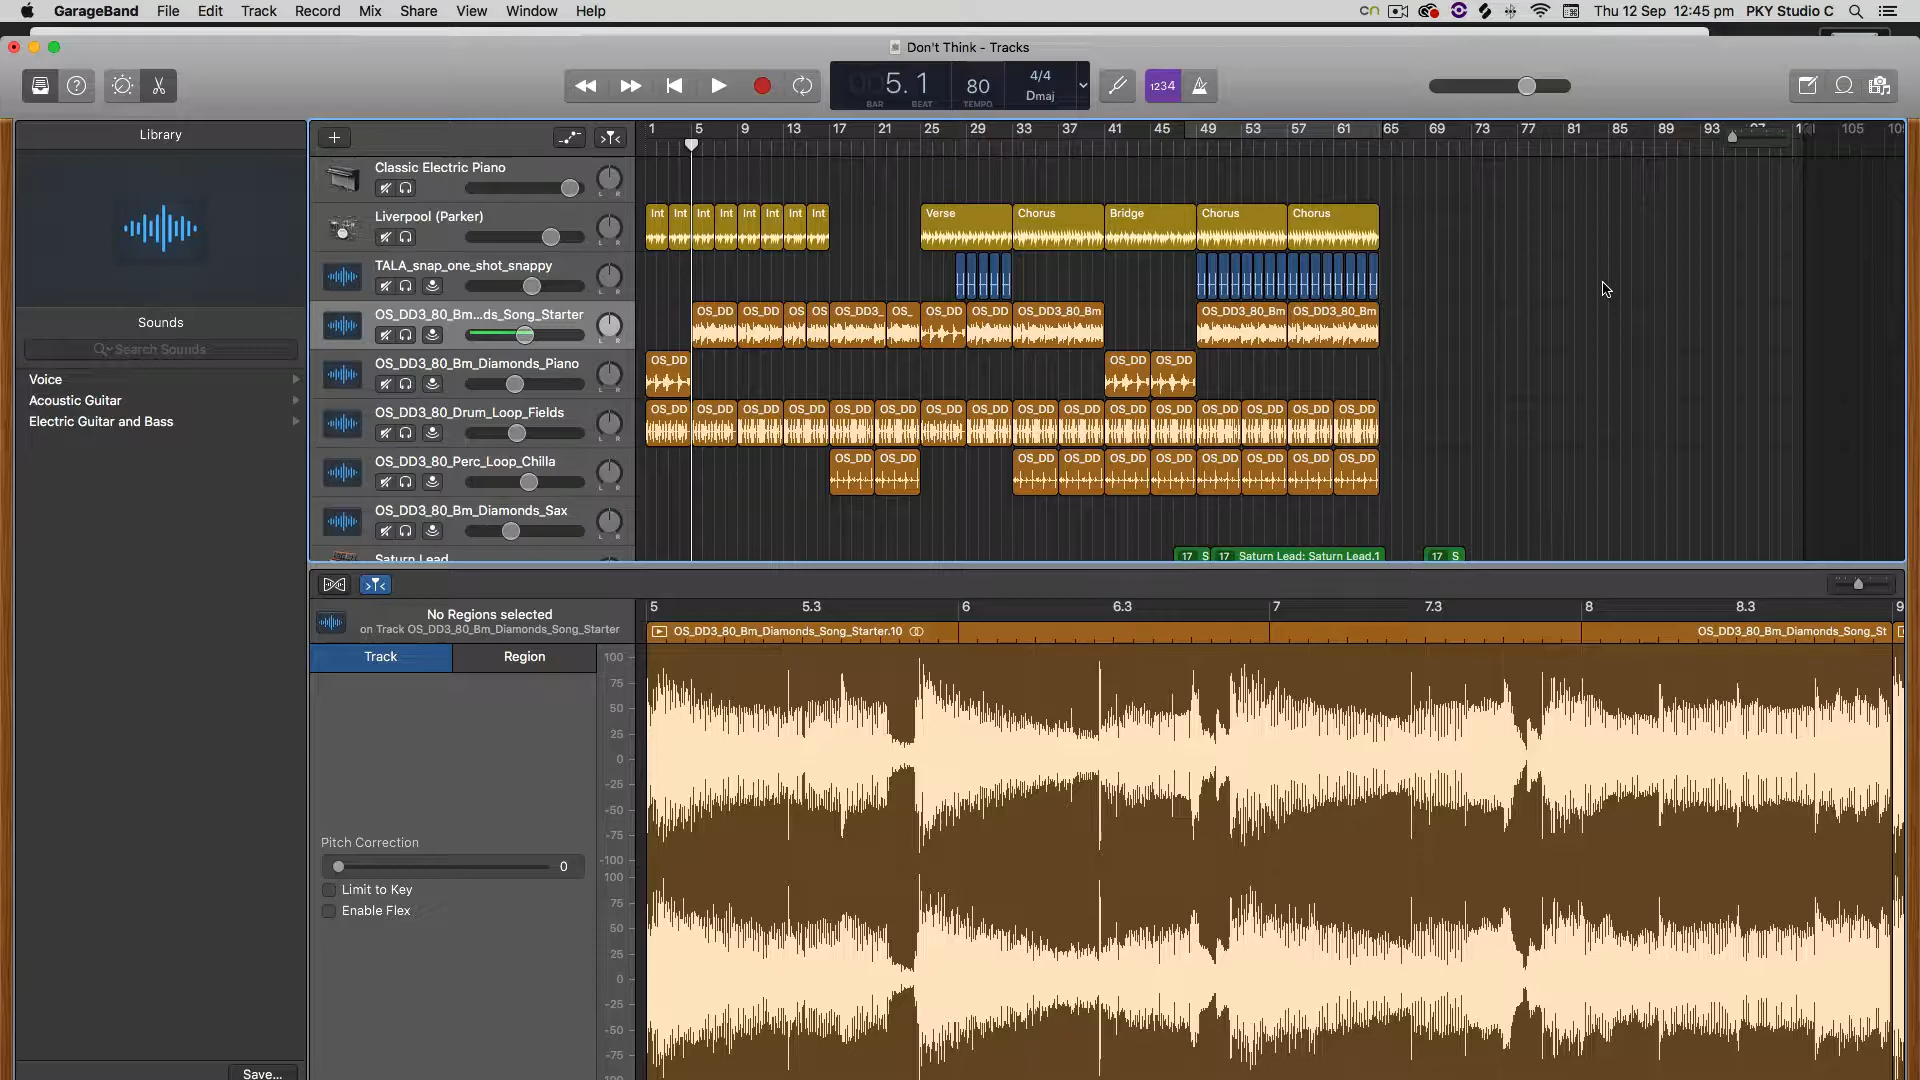 GarageBand File Edit Track Record Mix Share View Window Help Thu 12 Sep 12:45 pm PKY Studio C
Don't Think - Tracks
5. 1 80 4/4 Dmaj 1234
BAR BEAT TEMPO
Library
1 5 9 13 17 21 25 29 33 37 41 45 49 53 57 61 65 69 73 77 81 85 89 93 97 105
Classic Electric Piano
L R
Liverpool (Parker)
Int Int Int Int Int Int Int Int Verse Chorus Bridge Chorus Chorus
L R
TALA_snap_one_shot_snappy
L R
OS_DD3_80_Bm...ds_Song_Starter
OS_DD OS_DD OS OS OS_DD3_ OS_ OS_DD OS_DD OS_DD3_80_Bm OS_DD3_80_Bm OS_DD3_80_Bm
L R
OS_DD3_80_Bm_Diamonds_Piano
OS_DD OS_DD OS_DD
L R
OS_DD3_80_Drum_Loop_Fields
OS_DD OS_DD OS_DD OS_DD OS_DD OS_DD OS_DD OS_DD OS_DD OS_DD OS_DD OS_DD OS_DD OS_DD OS_DD OS_DD
L R
OS_DD3_80_Perc_Loop_Chilla
OS_DD OS_DD OS_DD OS_DD OS_DD OS_DD OS_DD OS_DD OS_DD OS_DD
L R
OS_DD3_80_Bm_Diamonds_Sax
L R
Saturn Lead
17 S 17 Saturn Lead: Saturn Lead.1 17 S
Sounds
Search Sounds
Voice
Acoustic Guitar
Electric Guitar and Bass
Save...
No Regions selected
on Track OS_DD3_80_Bm_Diamonds_Song_Starter
5 5.3 6 6.3 7 7.3 8 8.3 9
OS_DD3_80_Bm_Diamonds_Song_Starter.10 OS_DD3_80_Bm_Diamonds_Song_St
Track Region
Pitch Correction
0
Limit to Key
Enable Flex
100
75
50
25
0
-25
-50
-75
-100
100
75
50
25
0
-25
-50
-75